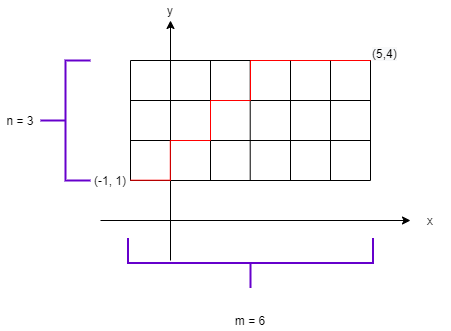 y
(5,4)
n = 3
(-1, 1)
x
m = 6